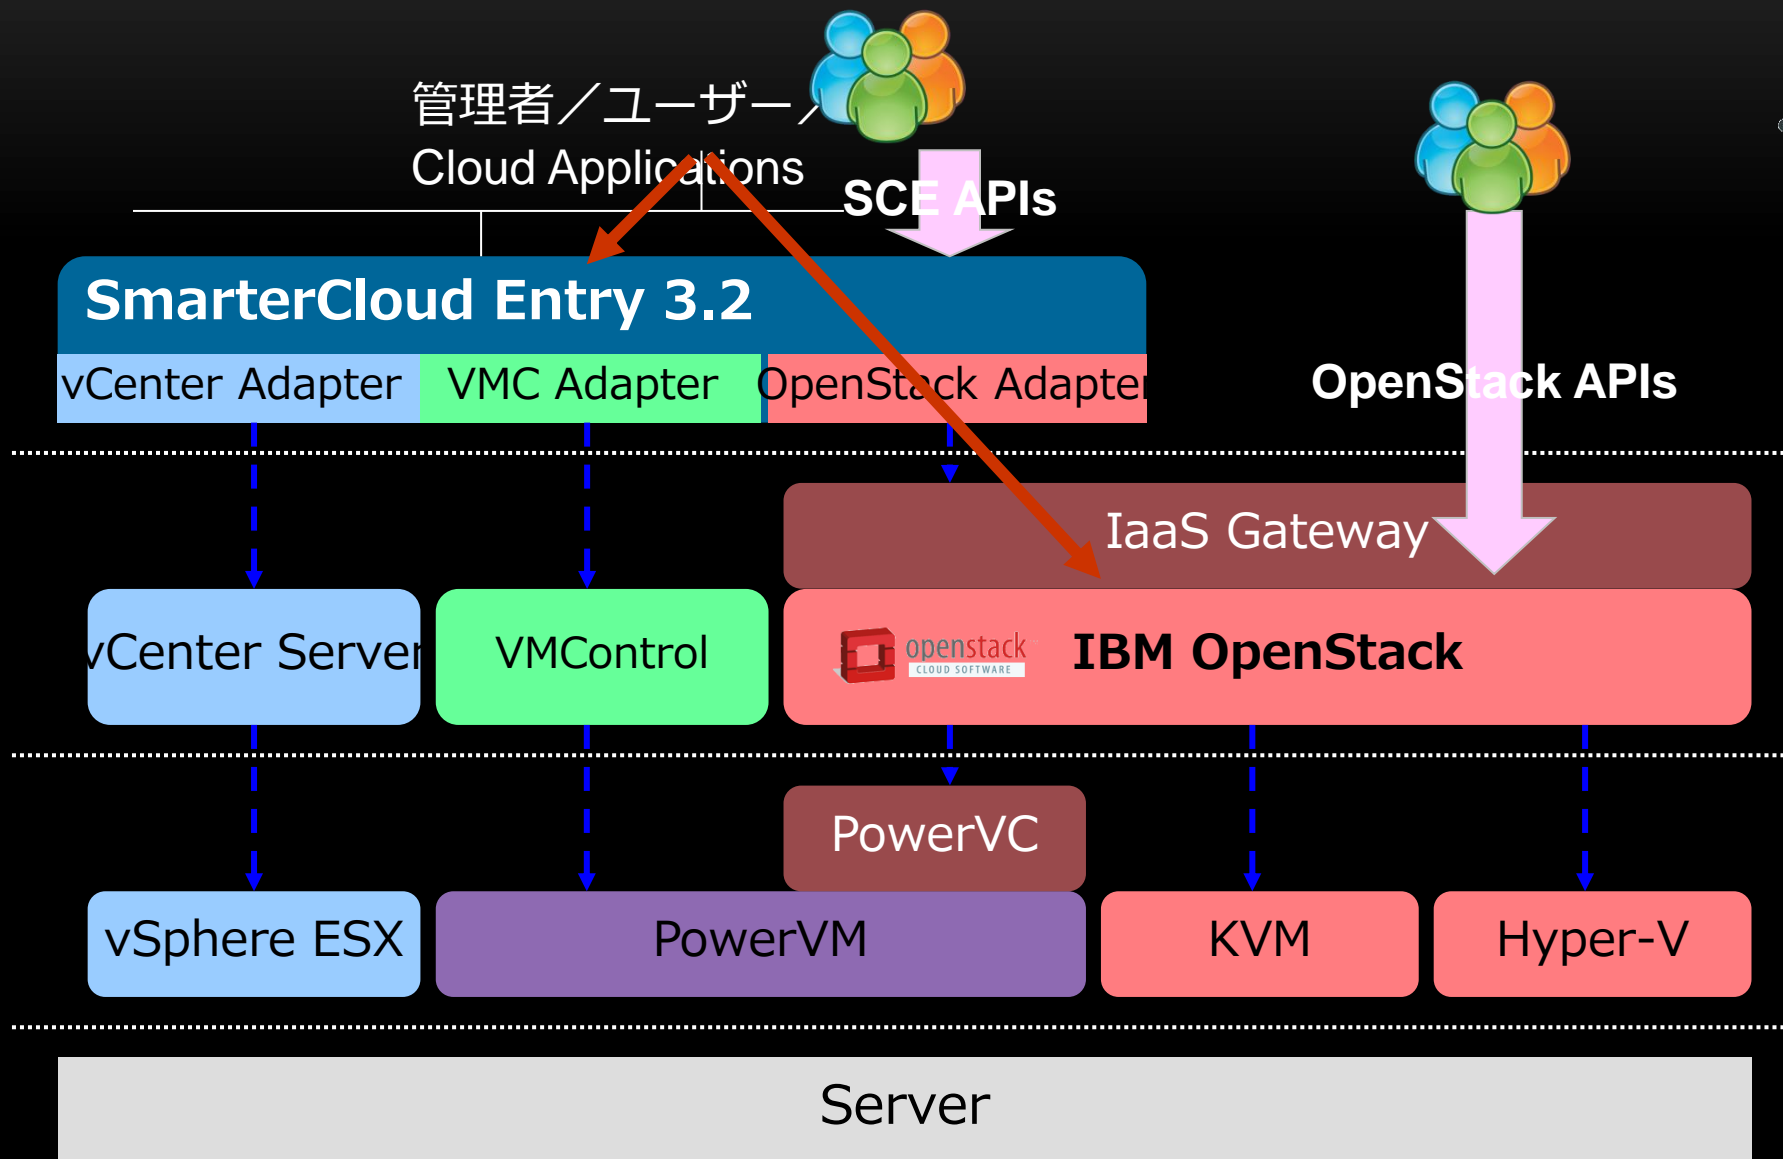 管理者／ユーザー／
Cloud Applications
SCE APIs
SmarterCloud Entry 3.2
vCenter Adapter
VMC Adapter
OpenStack Adapter
OpenStack APIs
IaaS Gateway
vCenter Server
VMControl
openstack
CLOUD SOFTWARE
IBM OpenStack
PowerVC
vSphere ESX
PowerVM
KVM
Hyper-V
Server